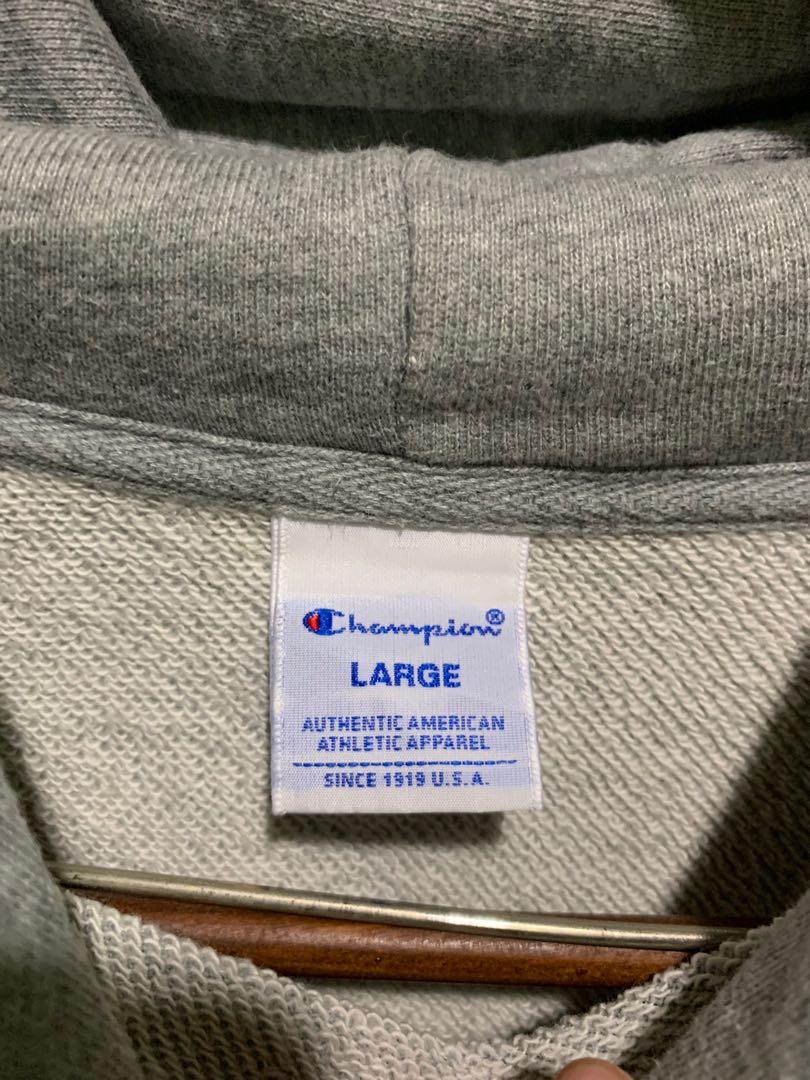 Champion®
LARGE
AUTHENTIC AMERICAN
ATHLETIC APPAREL
SINCE 1919 U.S.A.